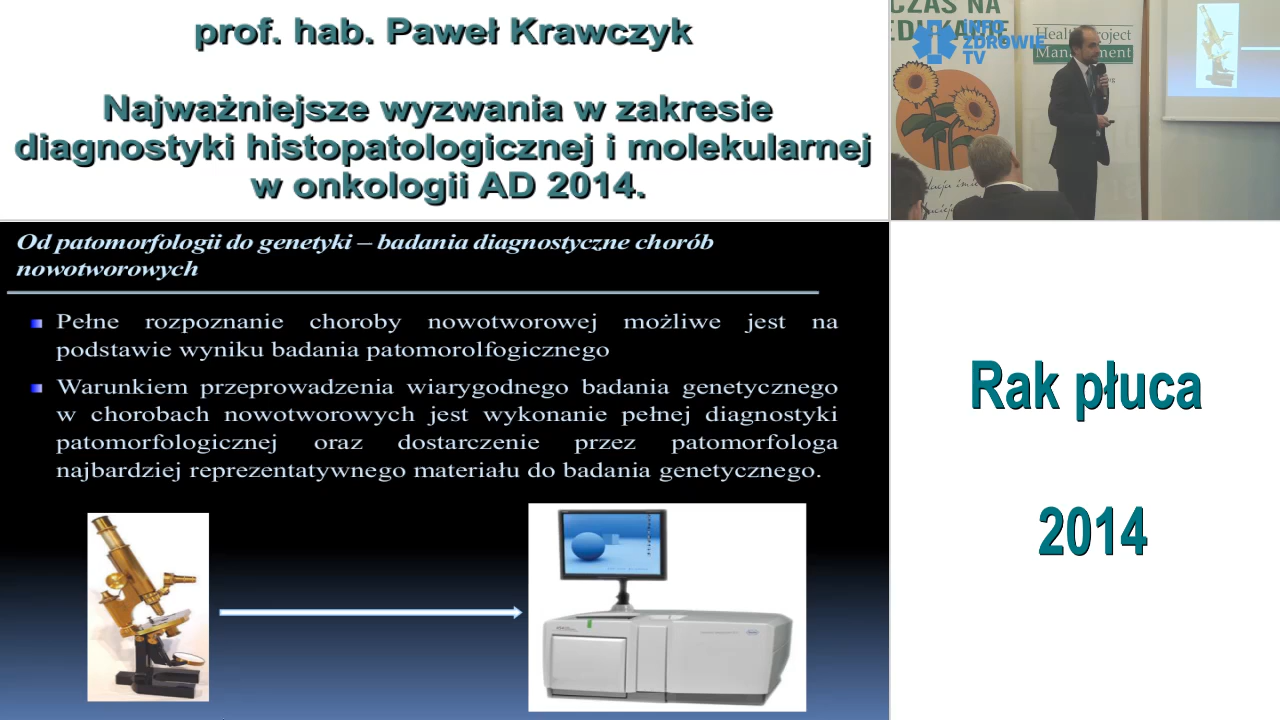 prof. hab. Paweł Krawczyk
Najważniejsze wyzwania w zakresie
diagnostyki histopatologicznej i molekularnej
w onkologii AD 2014.
CZAS NA
INFO
ZDROWIE
TV
Od patomorfologii do genetyki – badania diagnostyczne chorób
nowotworowych
Pełne rozpoznanie choroby nowotworowej możliwe jest na
podstawie wyniku badania patomorolfogicznego
Warunkiem przeprowadzenia wiarygodnego badania genetycznego
w chorobach nowotworowych jest wykonanie pełnej diagnostyki
patomorfologicznej oraz dostarczenie przez patomorfologa
najbardziej reprezentatywnego materiału do badania genetycznego.
Rak płuca
2014